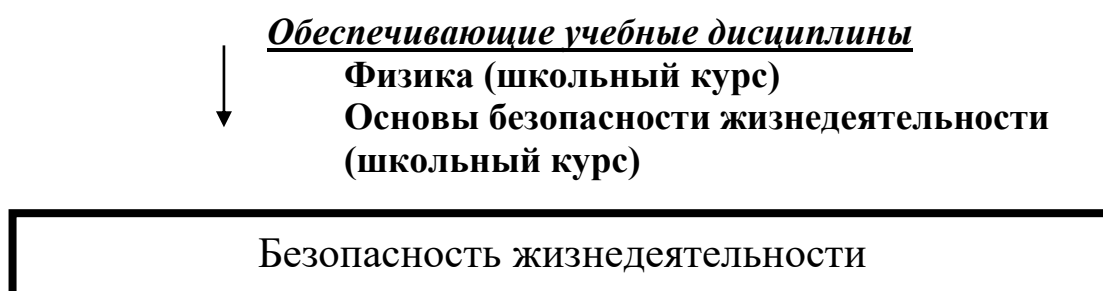 Обеспечивающие учебные дисциплины
Физика (школьный курс)
Основы безопасности жизнедеятельности
(школьный курс)
Безопасность жизнедеятельности